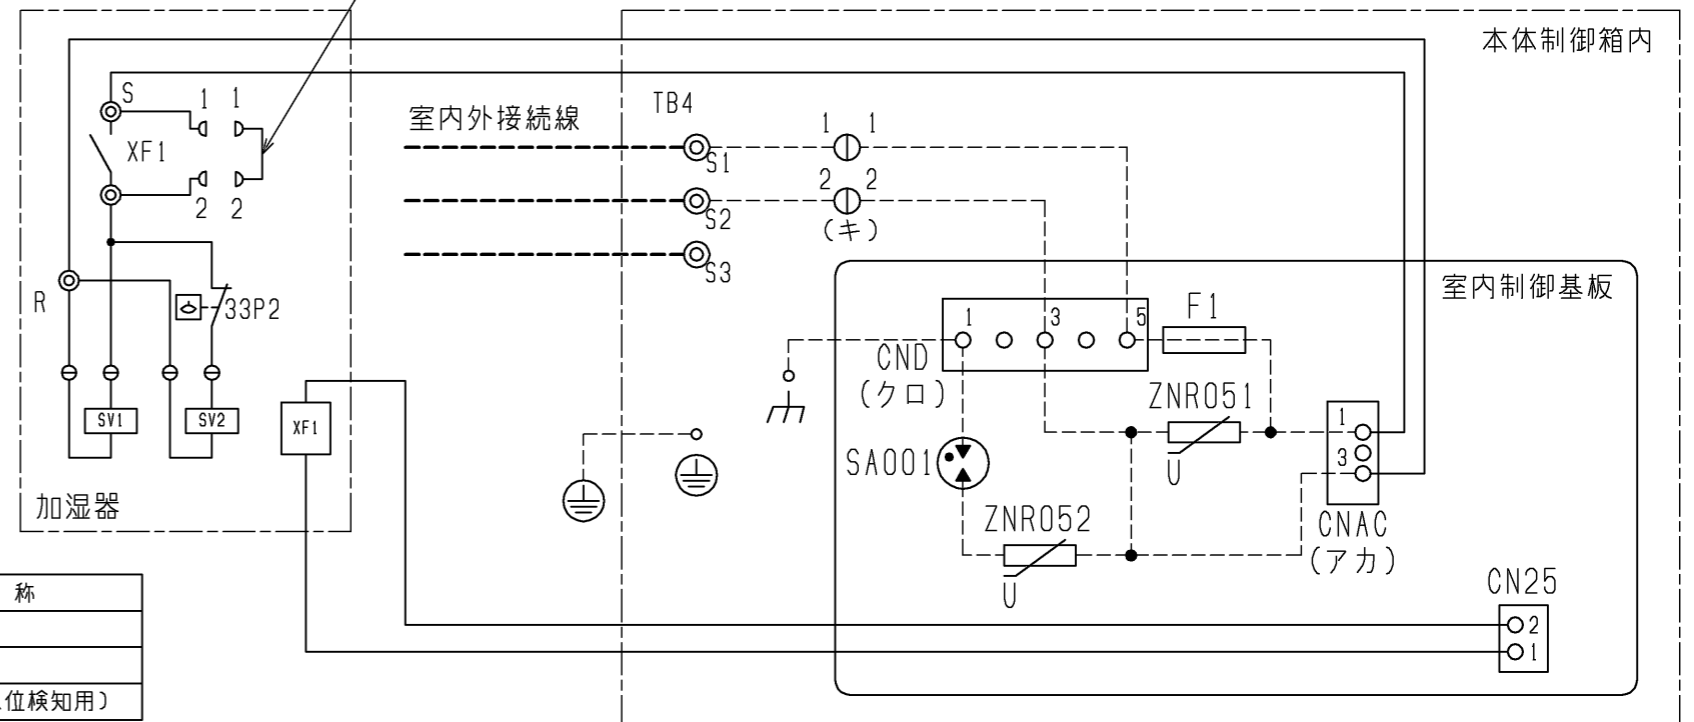 本体制御箱内
S
1 1
XF1
2 2
R
33P2
SV1
SV2
XF1
加湿器
室内外接続線
TB4
S1
S2
S3
1 1
2 2
(キ)
室内制御基板
1 3 5
F1
CND
(クロ)
ZNR051
U
SA001
ZNR052
U
1
3
CNAC
(アカ)
CN25
2
1
称
位検知用)